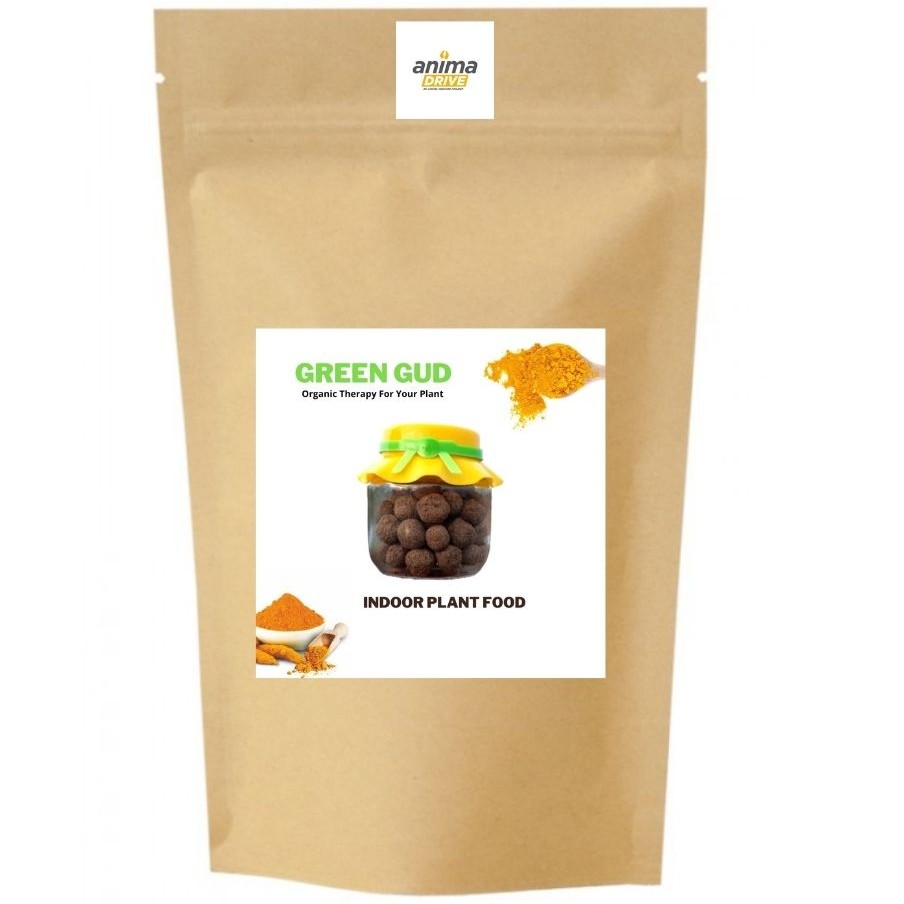 anima
DRIVE
GREEN GUD
Organic Therapy For Your Plant
INDOOR PLANT FOOD